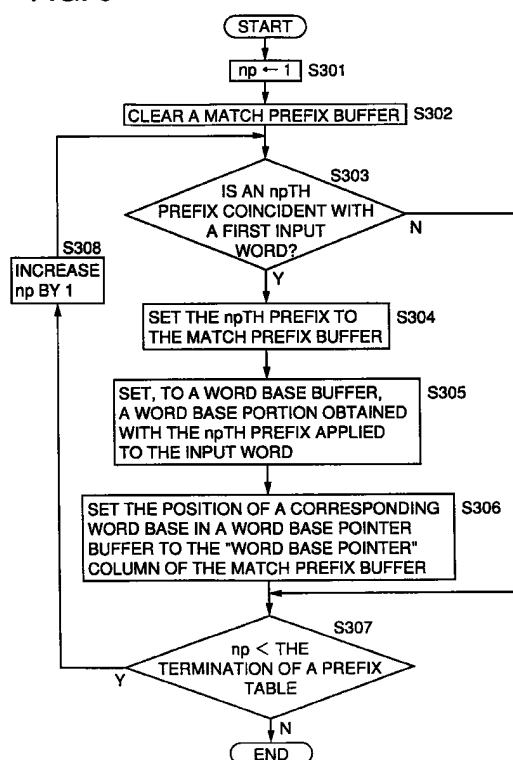 START
np ← 1
S301
CLEAR A MATCH PREFIX BUFFER
S302
S303
IS AN npTH
PREFIX COINCIDENT WITH
A FIRST INPUT
WORD?
N
Y
S308
INCREASE
np BY 1
SET THE npTH PREFIX TO
THE MATCH PREFIX BUFFER
S304
SET, TO A WORD BASE BUFFER,
A WORD BASE PORTION OBTAINED
WITH THE npTH PREFIX APPLIED
TO THE INPUT WORD
S305
SET THE POSITION OF A CORRESPONDING
WORD BASE IN A WORD BASE POINTER
BUFFER TO THE "WORD BASE POINTER"
COLUMN OF THE MATCH PREFIX BUFFER
S306
S307
np < THE
TERMINATION OF A PREFIX
TABLE
Y
N
END